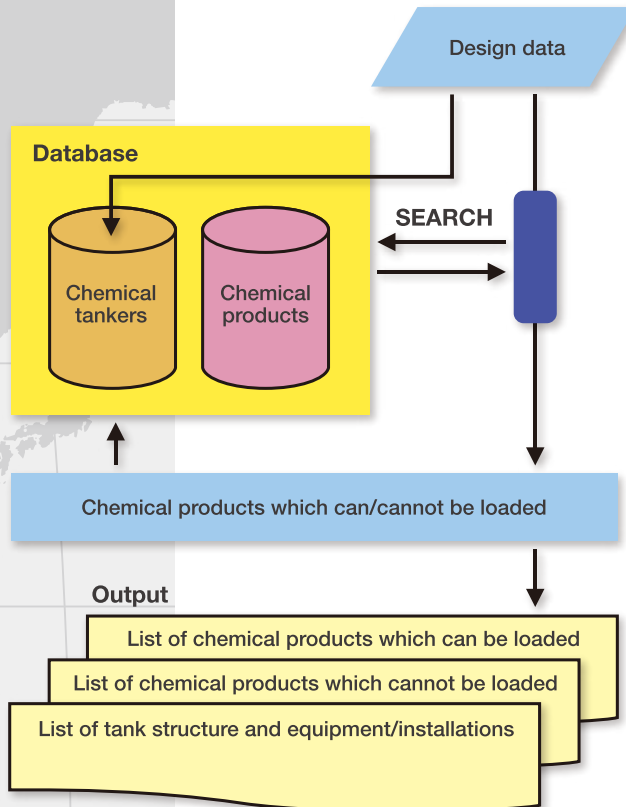 Design data
Database
SEARCH
Chemical
tankers
Chemical
products
Chemical products which can/cannot be loaded
Output
List of chemical products which can be loaded
List of chemical products which cannot be loaded
List of tank structure and equipment/installations